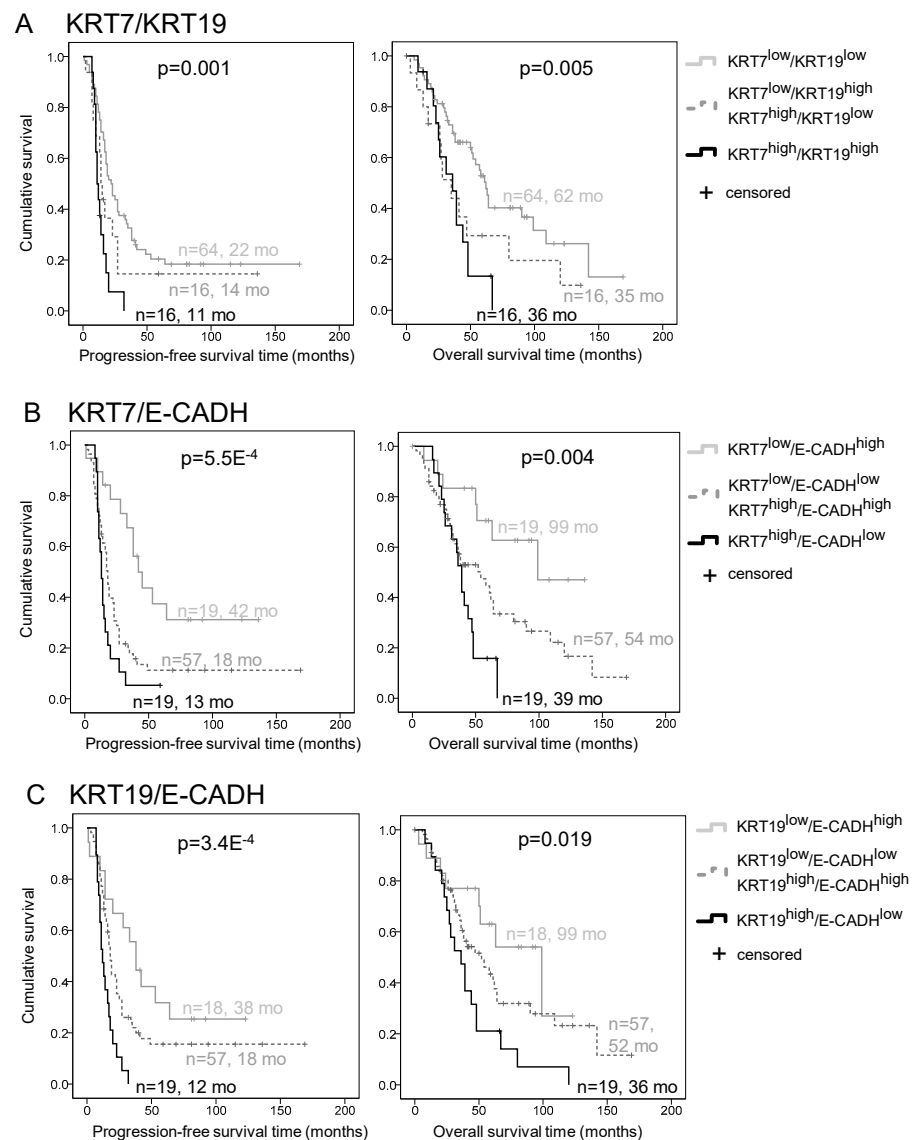 A KRT7/KRT19
Cumulative survival
1.0
0.8
0.6
0.4
0.2
0.0
p=0.001
n=64, 22 mo
n=16, 14 mo
n=16, 11 mo
0 50 100 150 200
Progression-free survival time (months)
1.0
0.8
0.6
0.4
0.2
0.0
p=0.005
n=64, 62 mo
n=16, 35 mo
n=16, 36 mo
0 50 100 150 200
Overall survival time (months)
KRT7low/KRT19low
KRT7low/KRT19high
KRT7high/KRT19low
KRT7high/KRT19high
+ censored
B KRT7/E-CADH
Cumulative survival
1.0
0.8
0.6
0.4
0.2
0.0
p=5.5E-4
n=19, 42 mo
n=57, 18 mo
n=19, 13 mo
0 50 100 150 200
Progression-free survival time (months)
1.0
0.8
0.6
0.4
0.2
0.0
p=0.004
n=19, 99 mo
n=57, 54 mo
n=19, 39 mo
0 50 100 150 200
Overall survival time (months)
KRT7low/E-CADHhigh
KRT7low/E-CADHlow
KRT7high/E-CADHhigh
KRT7high/E-CADHlow
+ censored
C KRT19/E-CADH
Cumulative survival
1.0
0.8
0.6
0.4
0.2
0.0
p=3.4E-4
n=18, 38 mo
n=57, 18 mo
n=19, 12 mo
0 50 100 150 200
Progression-free survival time (months)
1.0
0.8
0.6
0.4
0.2
0.0
p=0.019
n=18, 99 mo
n=57,
52 mo
n=19, 36 mo
0 50 100 150 200
Overall survival time (months)
KRT19low/E-CADHhigh
KRT19low/E-CADHlow
KRT19high/E-CADHhigh
KRT19high/E-CADHlow
+ censored